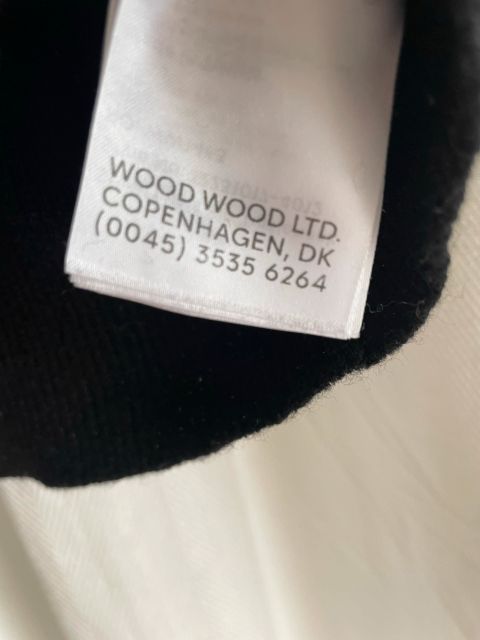 WOOD WOOD LTD.
COPENHAGEN, DK
(0045) 3535 6264